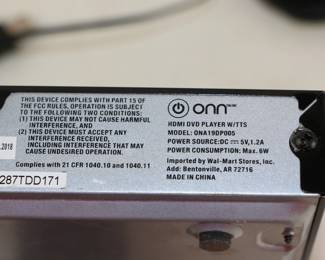 THIS DEVICE COMPLIES WITH PART 15 OF
THE FCC RULES, OPERATION IS SUBJECT TO
THE FOLLOWING TWO CONDITIONS:
(1) THIS DEVICE MAY NOT CAUSE HARMFUL
INTERFERENCE, AND
(2) THIS DEVICE MUST ACCEPT ANY
INTERFERENCE RECEIVED,
INCLUDING INTERFERENCE THAT MAY
CAUSE UNDESIRED OPERATION.
Complies with 21 CFR 1040.10 and 1040.11
.2018
287TDD171
onn
HDMI DVD PLAYER W/TTS
MODEL: ONA19DP005
POWER SOURCE:DC ⎓ 5V,1.2A
POWER CONSUMPTION: Max. 6W
Imported by Wal-Mart Stores, Inc.
Add: Bentonville, AR 72716